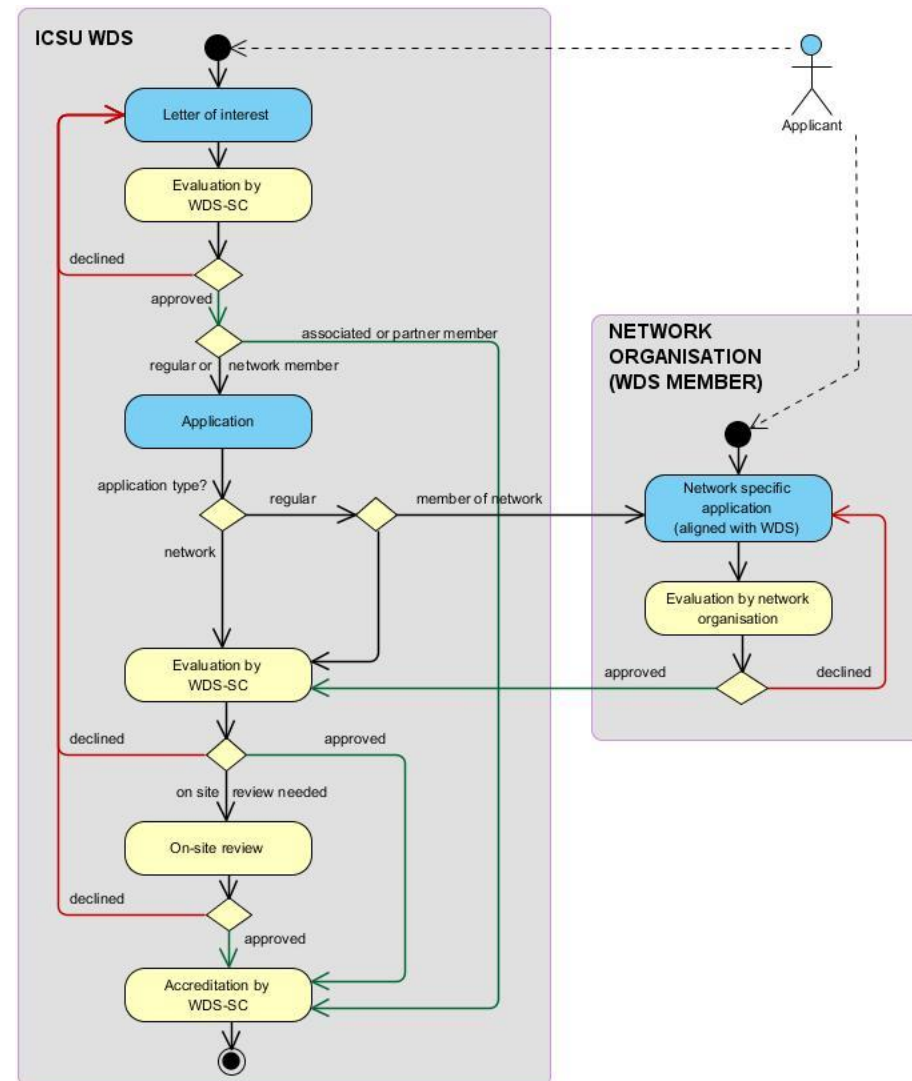 ICSU WDS
Applicant
Letter of interest
Evaluation by
WDS-SC
declined
approved
associated or partner member
regular or network member
Application
application type?
regular
member of network
network
Evaluation by
WDS-SC
declined
approved
on site review needed
On-site review
declined
approved
Accreditation by
WDS-SC
NETWORK
ORGANISATION
(WDS MEMBER)
Network specific
application
(aligned with WDS)
Evaluation by network
organisation
approved
declined